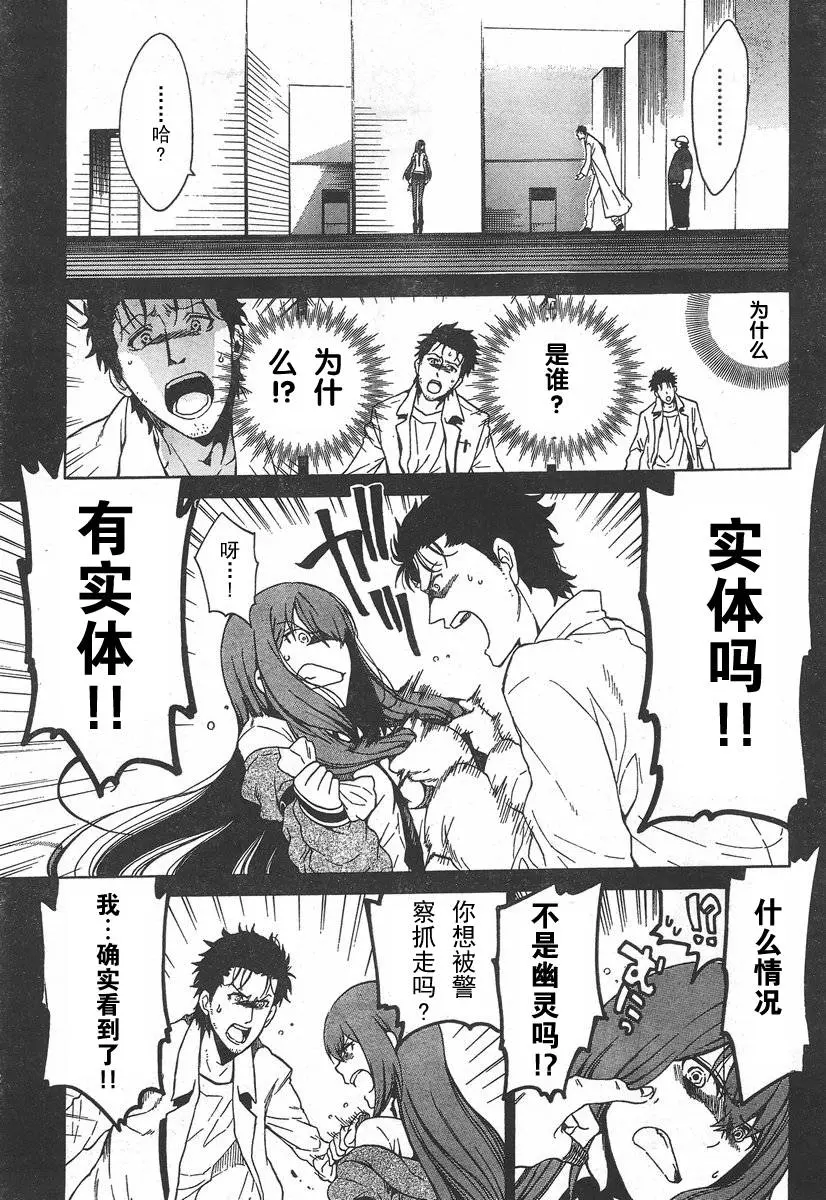 …………
……哈?
为什么
是谁?
为什
么!?
实体吗!!
呀…!
有实体!!
什么情况
!?
不是幽灵吗!?
你想被警
察抓走吗?
我…确实看到了!!